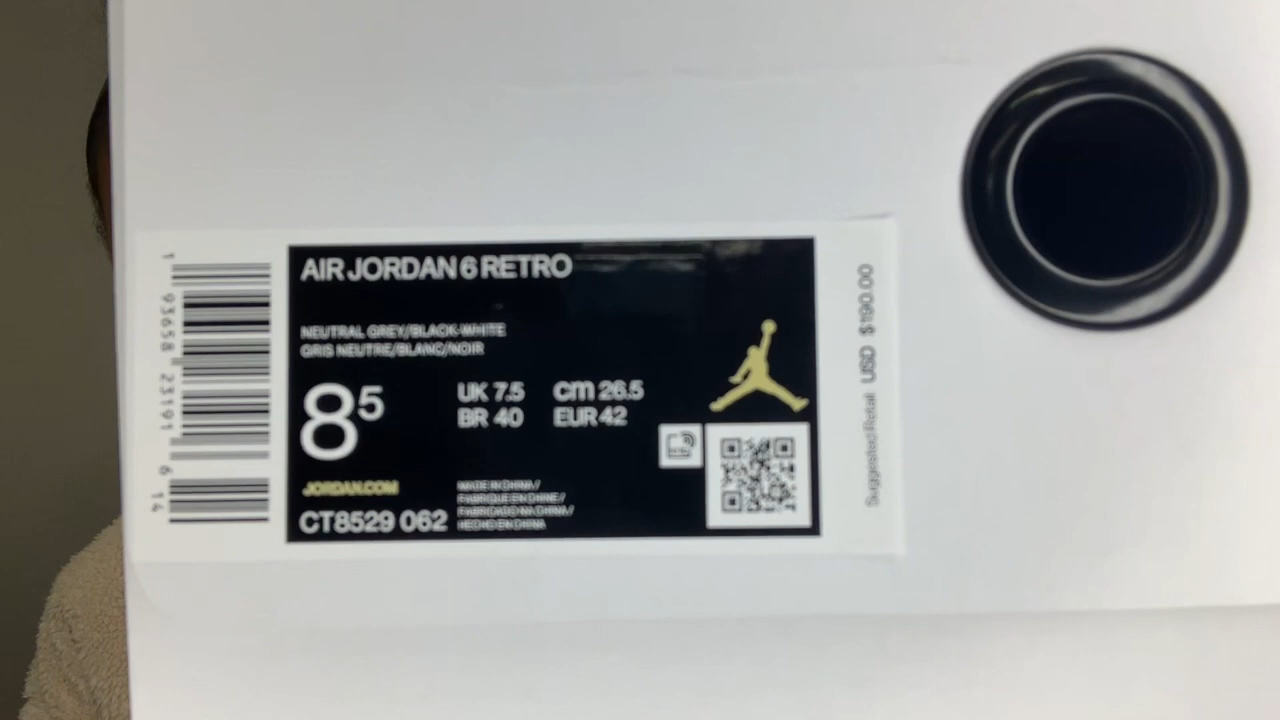 AIR JORDAN 6 RETRO
NEUTRAL GREY/BLACK-WHITE
GRIS NEUTRE/BLANC/NOIR
8 5
UK 7.5 cm 26.5
BR 40 EUR 42
JORDAN.COM
CT8529 062
MADE IN CHINA /
FABRIQUE EN CHINE /
FABRICADO NA CHINA /
HECHO EN CHINA
1 93658 23191 6 14
Suggested Retail USD $190.00